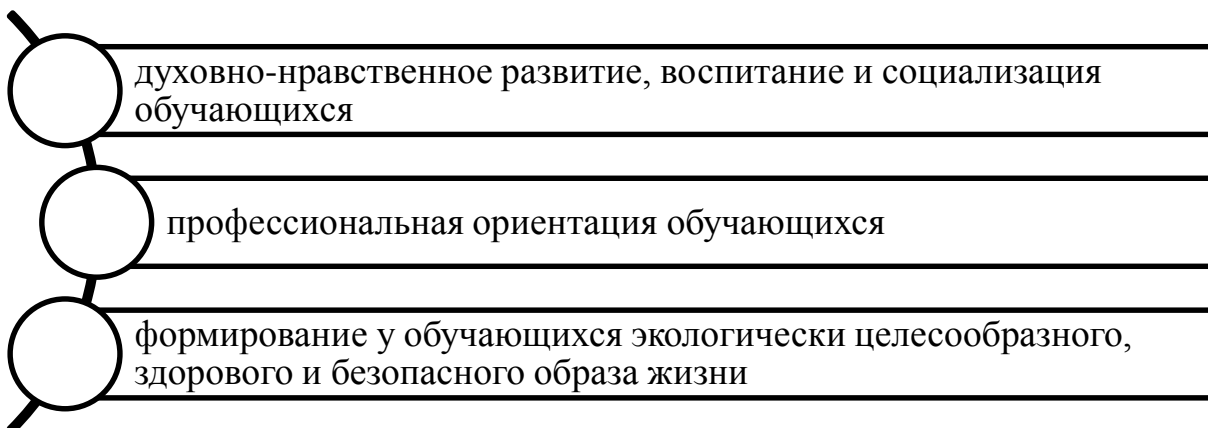 духовно-нравственное развитие, воспитание и социализация
обучающихся
профессиональная ориентация обучающихся
формирование у обучающихся экологически целесообразного,
здорового и безопасного образа жизни